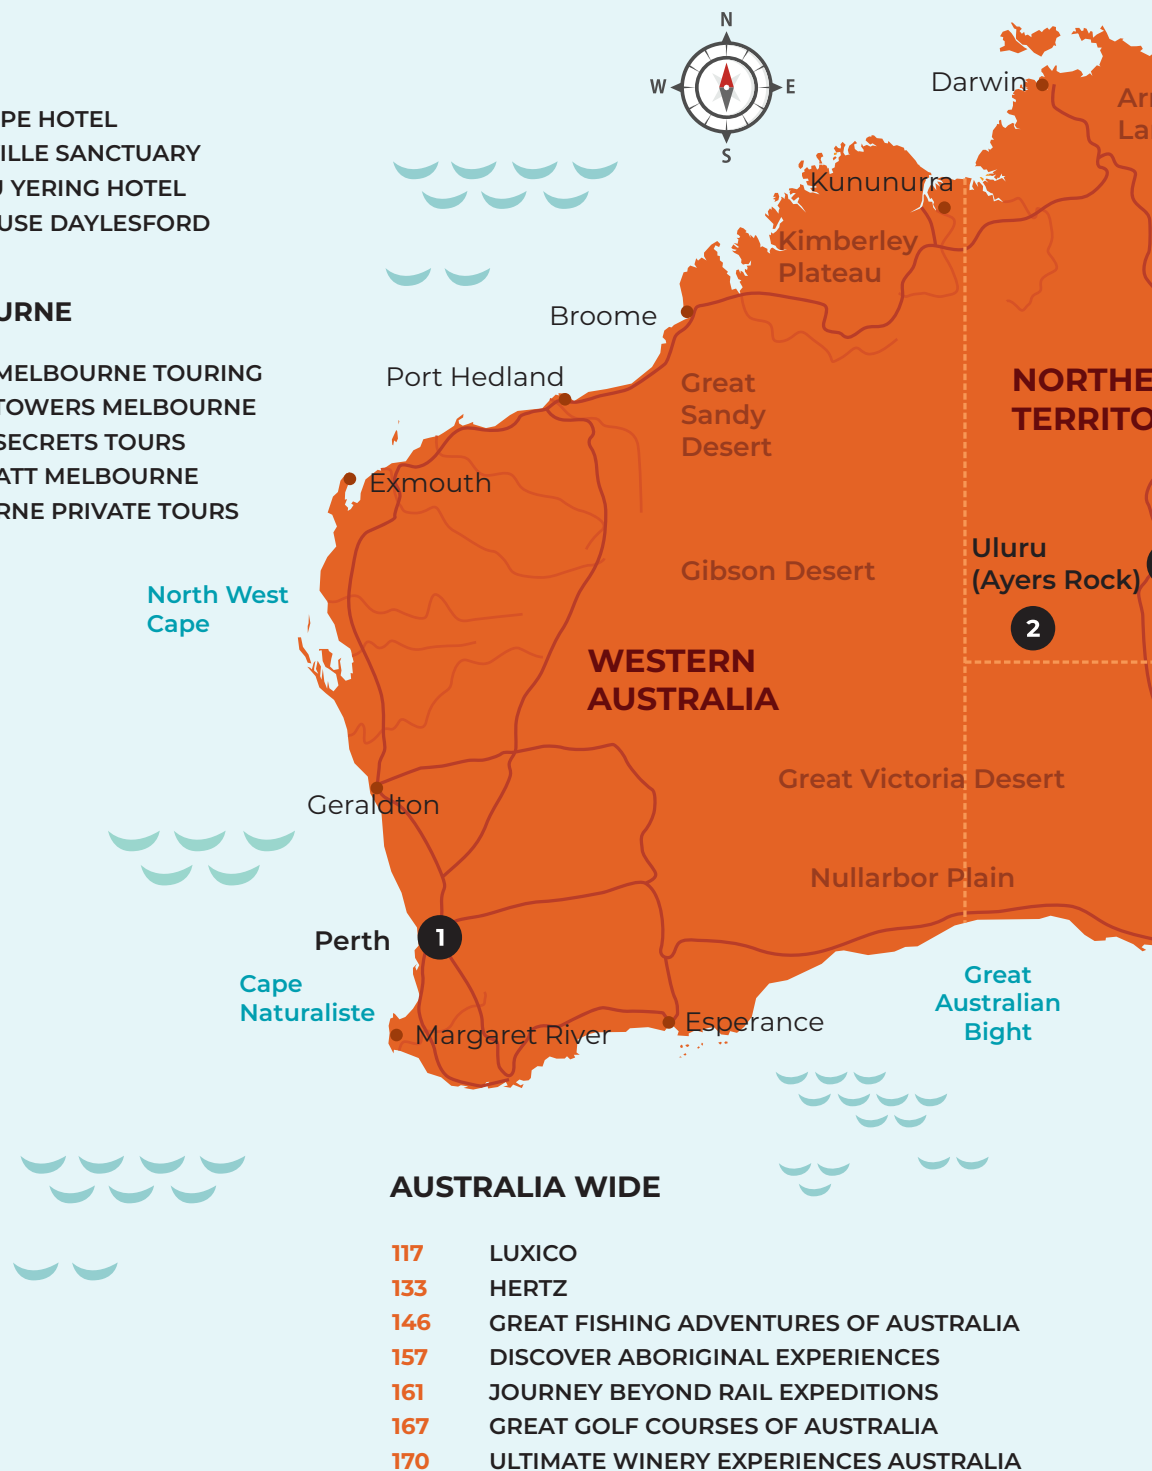 N
W
E
S
PE HOTEL
ILLE SANCTUARY
YERING HOTEL
USE DAYLESFORD
URNE
MELBOURNE TOURING
TOWERS MELBOURNE
SECRETS TOURS
ATT MELBOURNE
RNE PRIVATE TOURS
Darwin
Kununurra
Kimberley
Plateau
Broome
Port Hedland
Great
Sandy
Desert
NORTHE
TERRITO
Exmouth
Uluru
(Ayers Rock)
2
Gibson Desert
North West
Cape
WESTERN
AUSTRALIA
Great Victoria Desert
Geraldton
Nullarbor Plain
Perth
1
Cape
Naturaliste
Great
Australian
Bight
Margaret River
Esperance
AUSTRALIA WIDE
117 LUXICO
133 HERTZ
146 GREAT FISHING ADVENTURES OF AUSTRALIA
157 DISCOVER ABORIGINAL EXPERIENCES
161 JOURNEY BEYOND RAIL EXPEDITIONS
167 GREAT GOLF COURSES OF AUSTRALIA
170 ULTIMATE WINERY EXPERIENCES AUSTRALIA